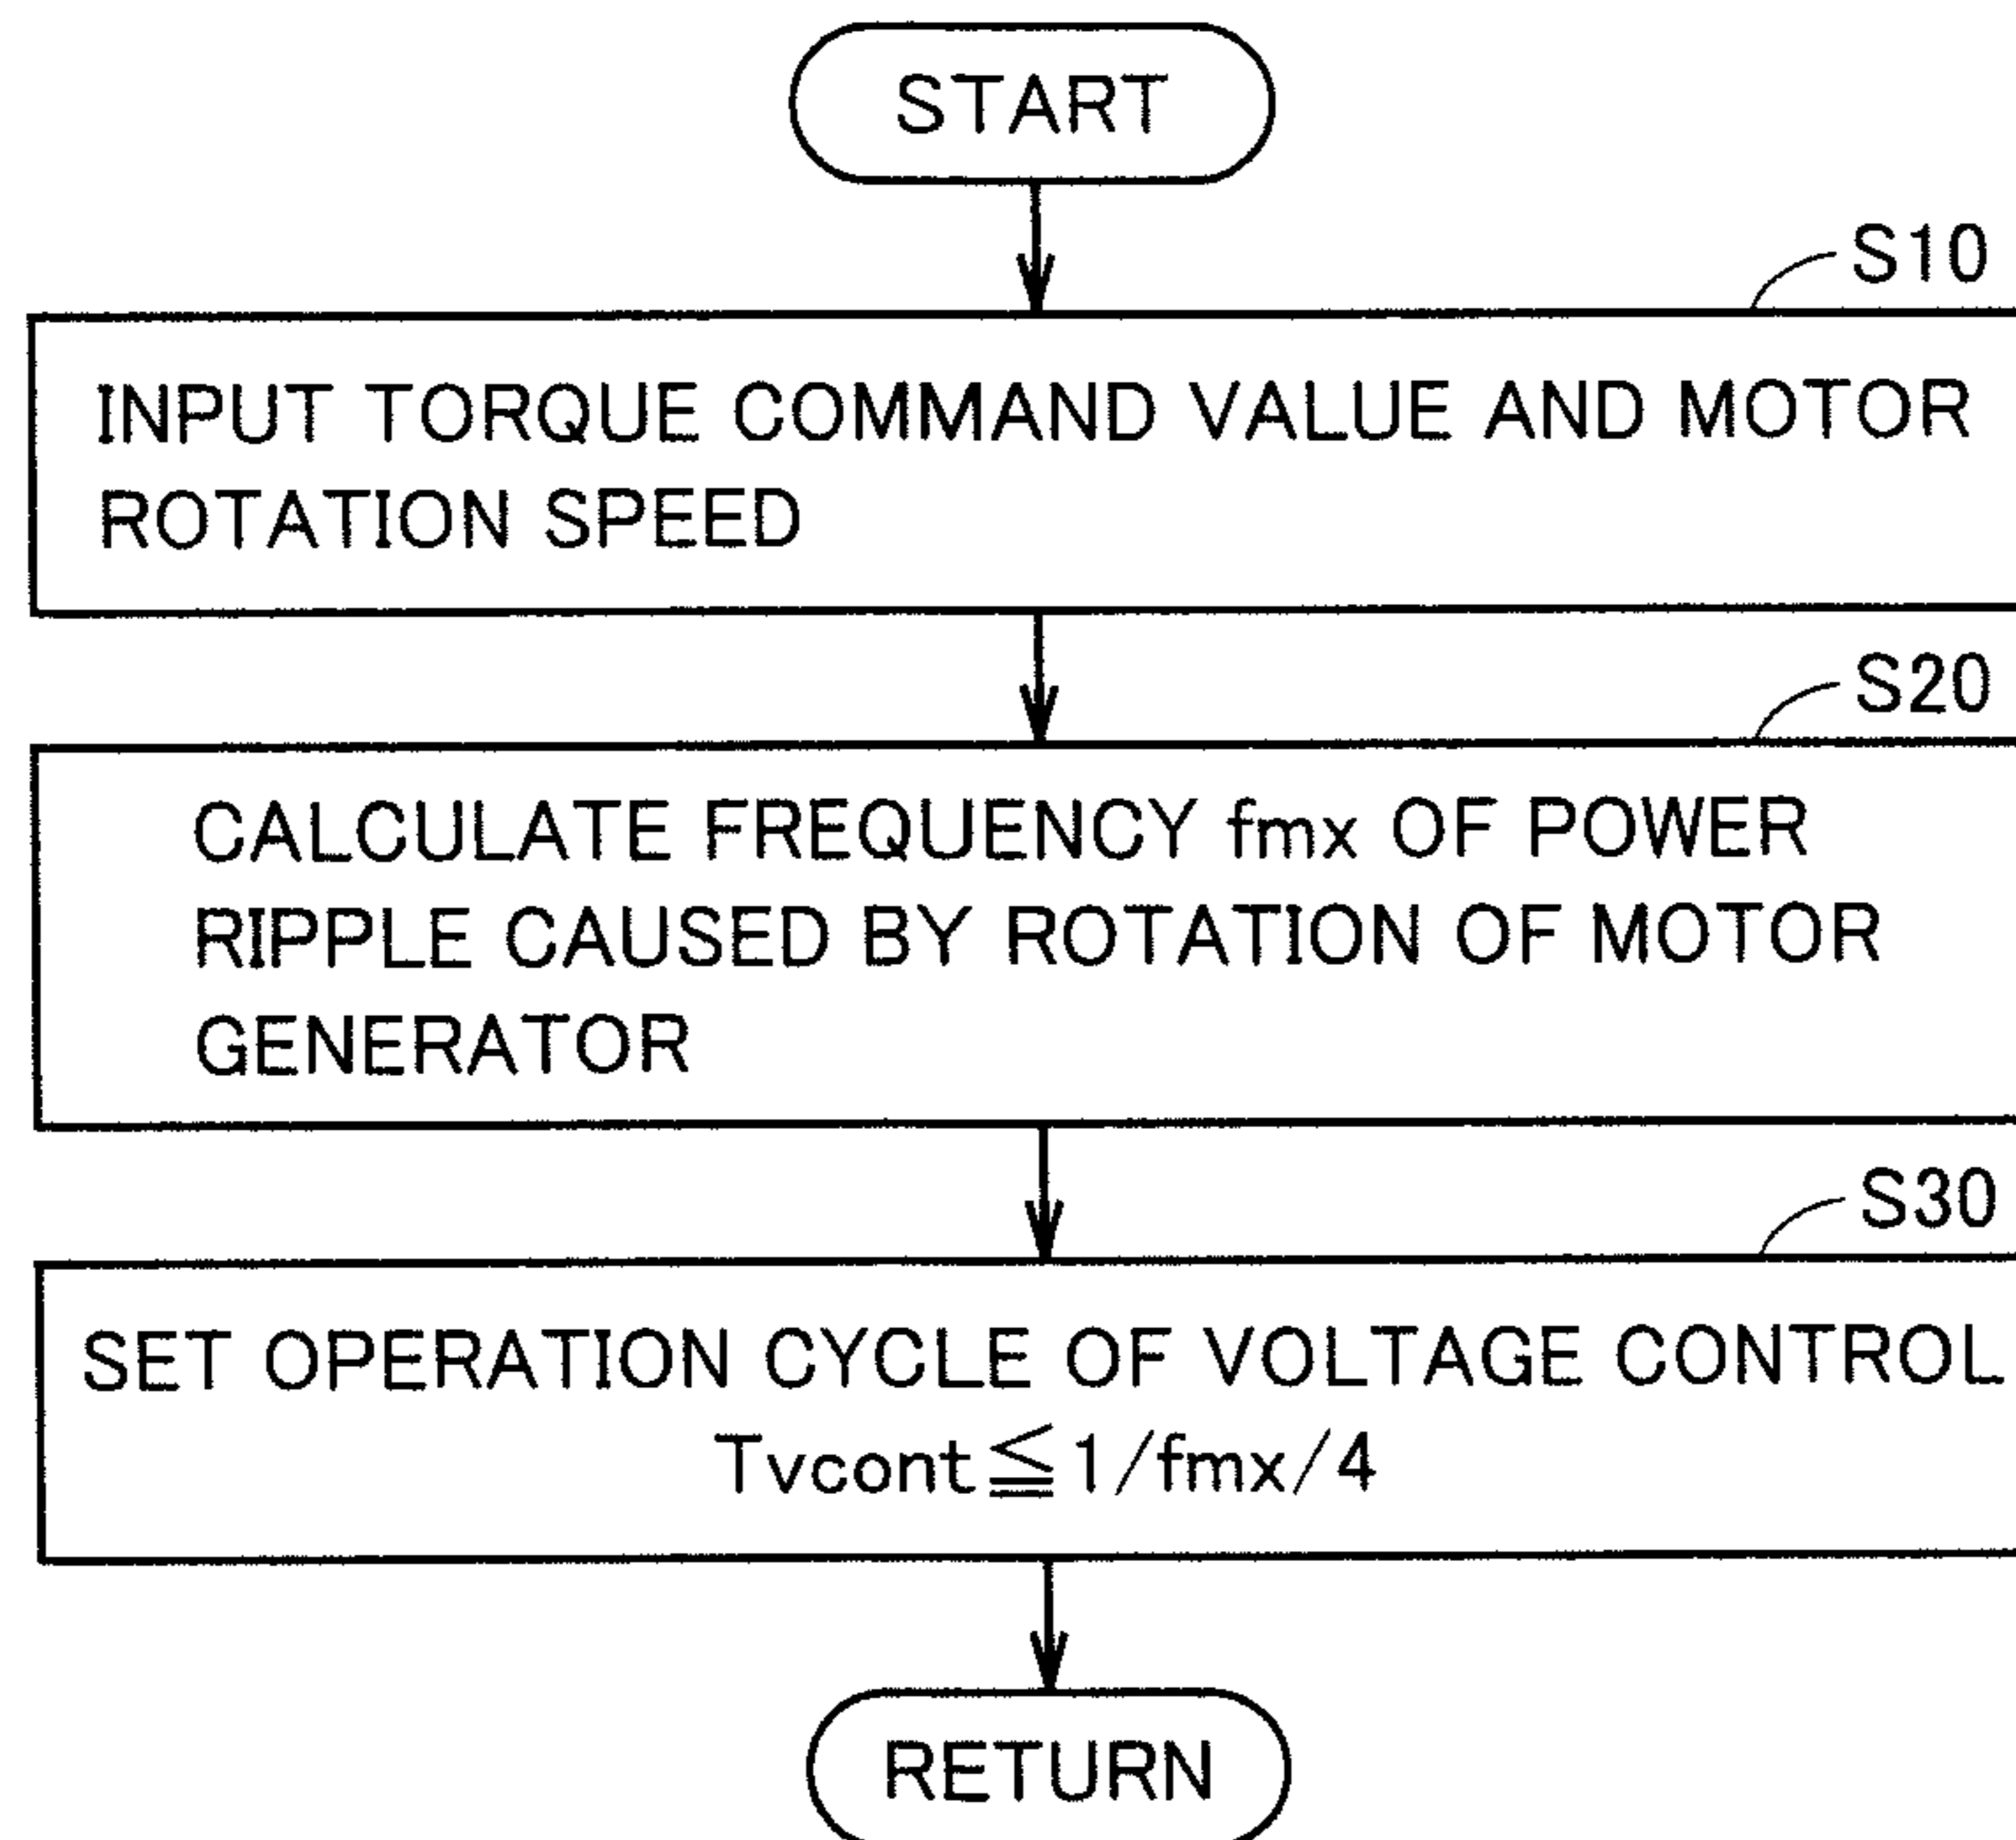 START
S10
INPUT TORQUE COMMAND VALUE AND MOTOR
ROTATION SPEED
S20
CALCULATE FREQUENCY fmx OF POWER
RIPPLE CAUSED BY ROTATION OF MOTOR
GENERATOR
S30
SET OPERATION CYCLE OF VOLTAGE CONTROL
Tvcont≦1/fmx/4
RETURN